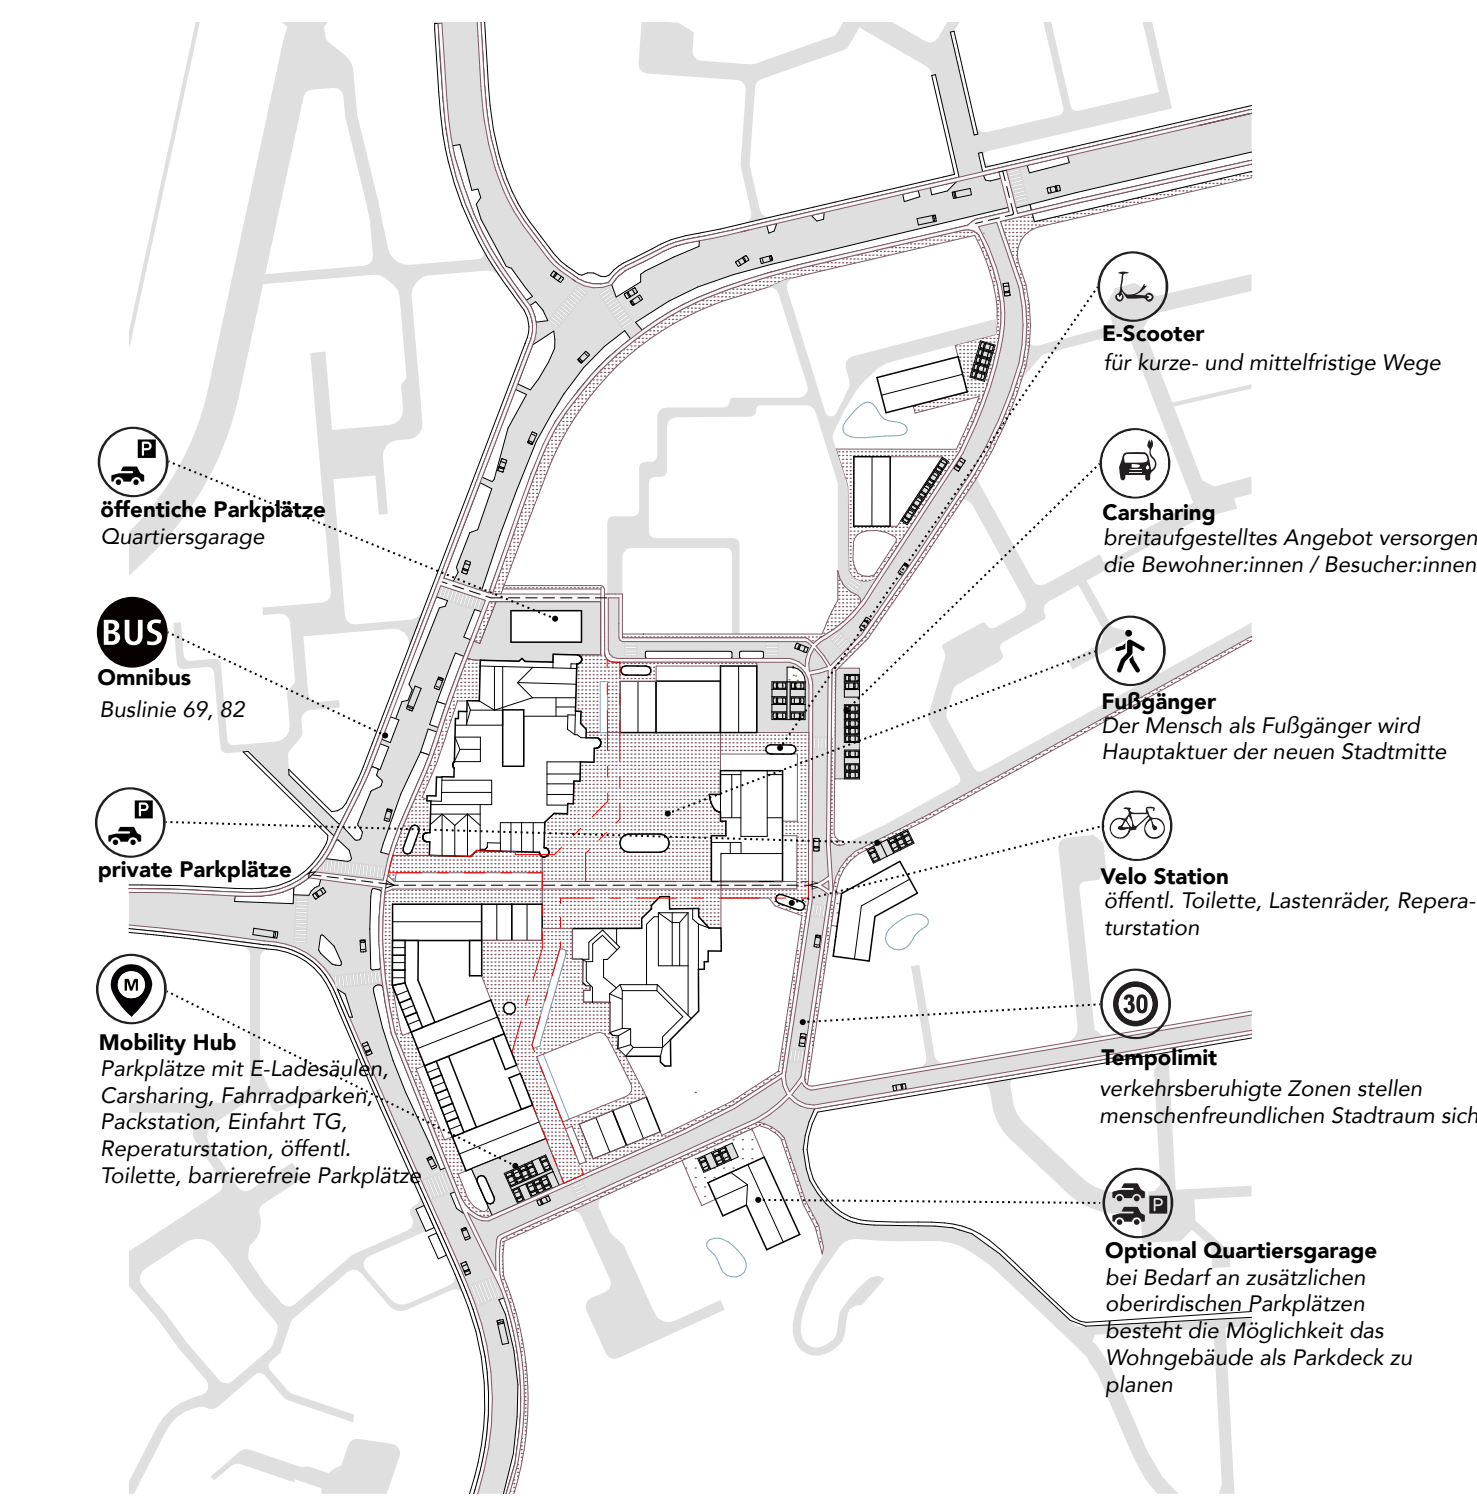 P
öffentiche Parkplätze
Quartiersgarage
BUS
Omnibus
Buslinie 69, 82
P
private Parkplätze
M
Mobility Hub
Parkplätze mit E-Ladesäulen,
Carsharing, Fahrradparken,
Packstation, Einfahrt TG,
Reperaturstation, öffentl.
Toilette, barrierefreie Parkplätze
E-Scooter
für kurze- und mittelfristige Wege
Carsharing
breitaufgestelltes Angebot versorgen
die Bewohner:innen / Besucher:innen
Fußgänger
Der Mensch als Fußgänger wird
Hauptaktuer der neuen Stadtmitte
Velo Station
öffentl. Toilette, Lastenräder, Repera-
turstation
30
Tempolimit
verkehrsberuhigte Zonen stellen
menschenfreundlichen Stadtraum sich
P
Optional Quartiersgarage
bei Bedarf an zusätzlichen
oberirdischen Parkplätzen
besteht die Möglichkeit das
Wohngebäude als Parkdeck zu
planen